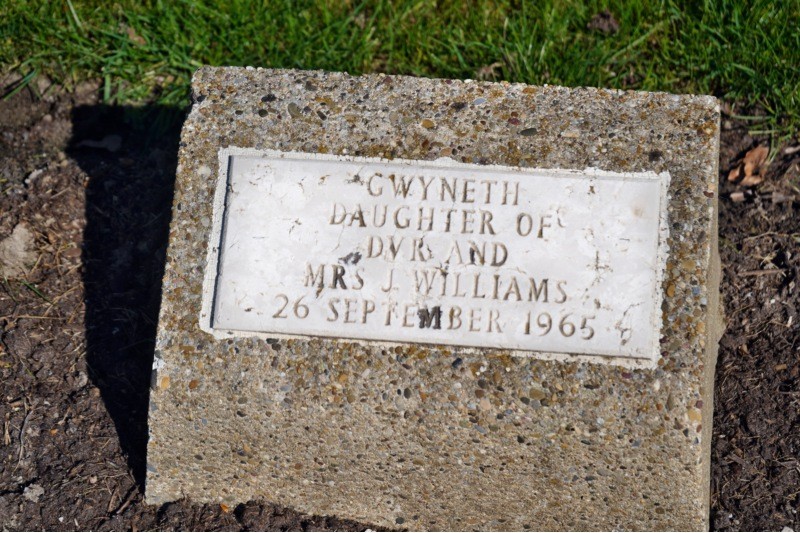 GWYNETH
DAUGHTER OF
DVR AND
MRS J. WILLIAMS
26 SEPTEMBER 1965